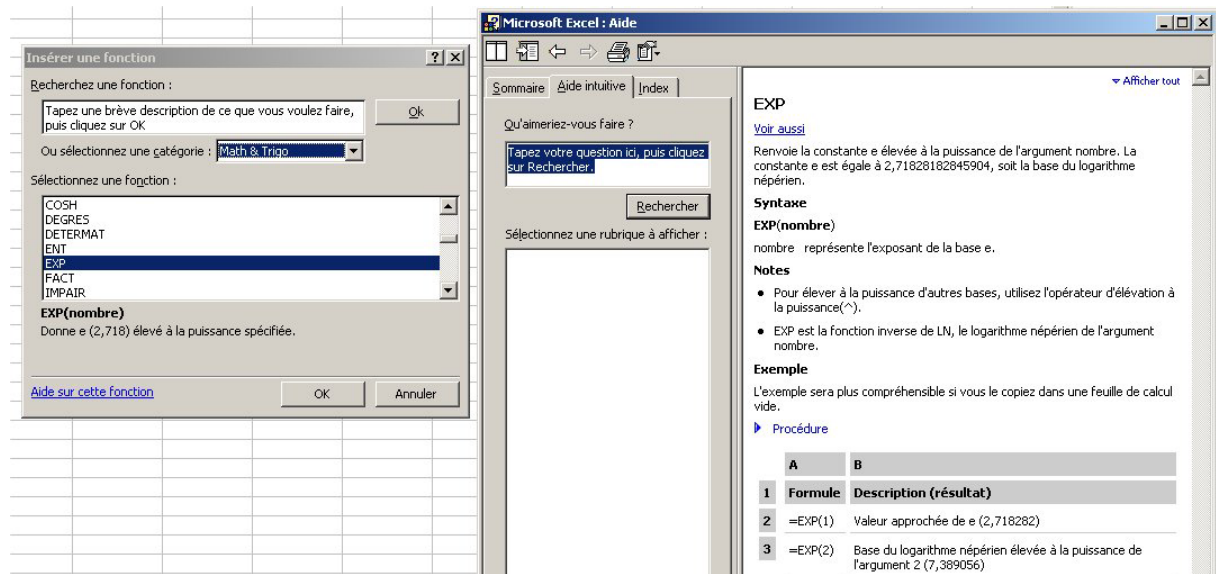 Insérer une fonction
Recherchez une fonction :
Tapez une brève description de ce que vous voulez faire,
puis cliquez sur OK
Ok
Ou sélectionnez une catégorie : Math & Trigo
Sélectionnez une fonction :
COSH
DEGRES
DETERMAT
ENT
EXP
FACT
IMPAIR
EXP(nombre)
Donne e (2,718) élevé à la puissance spécifiée.
Aide sur cette fonction
OK
Annuler
Microsoft Excel : Aide
Sommaire
Aide intuitive
Index
Qu'aimeriez-vous faire ?
Tapez votre question ici, puis cliquez
sur Rechercher.
Rechercher
Sélectionnez une rubrique à afficher :
Afficher tout
EXP
Voir aussi
Renvoie la constante e élevée à la puissance de l'argument nombre. La
constante e est égale à 2,71828182845904, soit la base du logarithme
népérien.
Syntaxe
EXP(nombre)
nombre représente l'exposant de la base e.
Notes
• Pour élever à la puissance d'autres bases, utilisez l'opérateur d'élévation à
la puissance(^).
• EXP est la fonction inverse de LN, le logarithme népérien de l'argument
nombre.
Exemple
L'exemple sera plus compréhensible si vous le copiez dans une feuille de calcul
vide.
Procédure
A B
1 Formule Description (résultat)
2 =EXP(1) Valeur approchée de e (2,718282)
3 =EXP(2) Base du logarithme népérien élevée à la puissance de
l'argument 2 (7,389056)